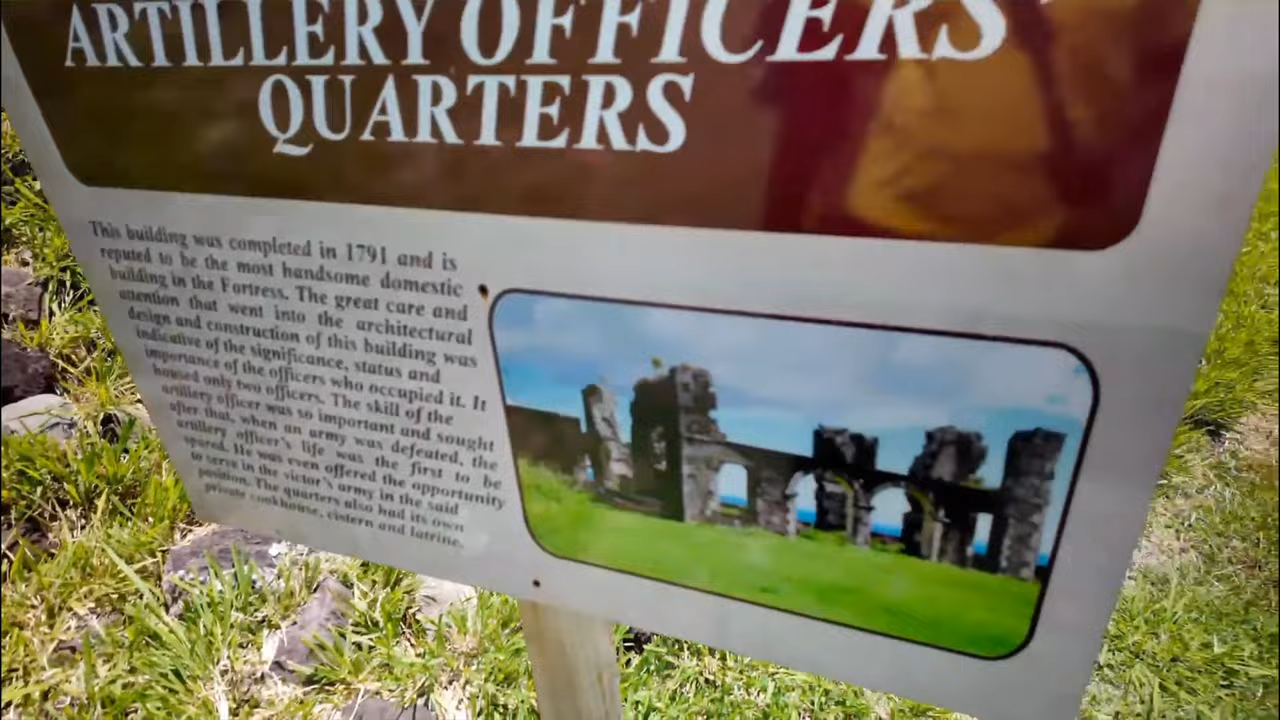 ARTILLERY OFFICERS'
QUARTERS
This building was completed in 1791 and is
reputed to be the most handsome domestic
building in the Fortress. The great care and
attention that went into the architectural
design and construction of this building was
indicative of the significance, status and
importance of the officers who occupied it. It
housed only two officers. The skill of the
artillery officer was so important and sought
after that, when an army was defeated, the
artillery officer's life was the first to be
spared. He was even offered the opportunity
to serve in the victor's army in the said
position. The quarters also had its own
private cookhouse, cistern and latrine.